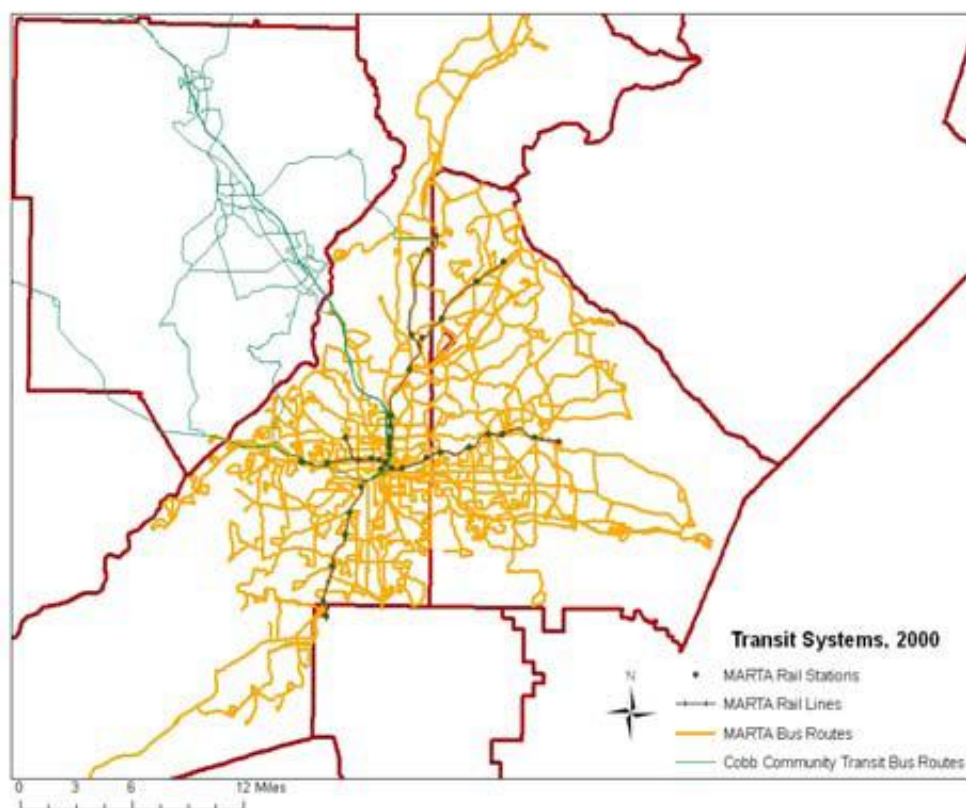 Transit Systems, 2000
N
MARTA Rail Stations
MARTA Rail Lines
MARTA Bus Routes
Cobb Community Transit Bus Routes
0 3 6 12 Miles